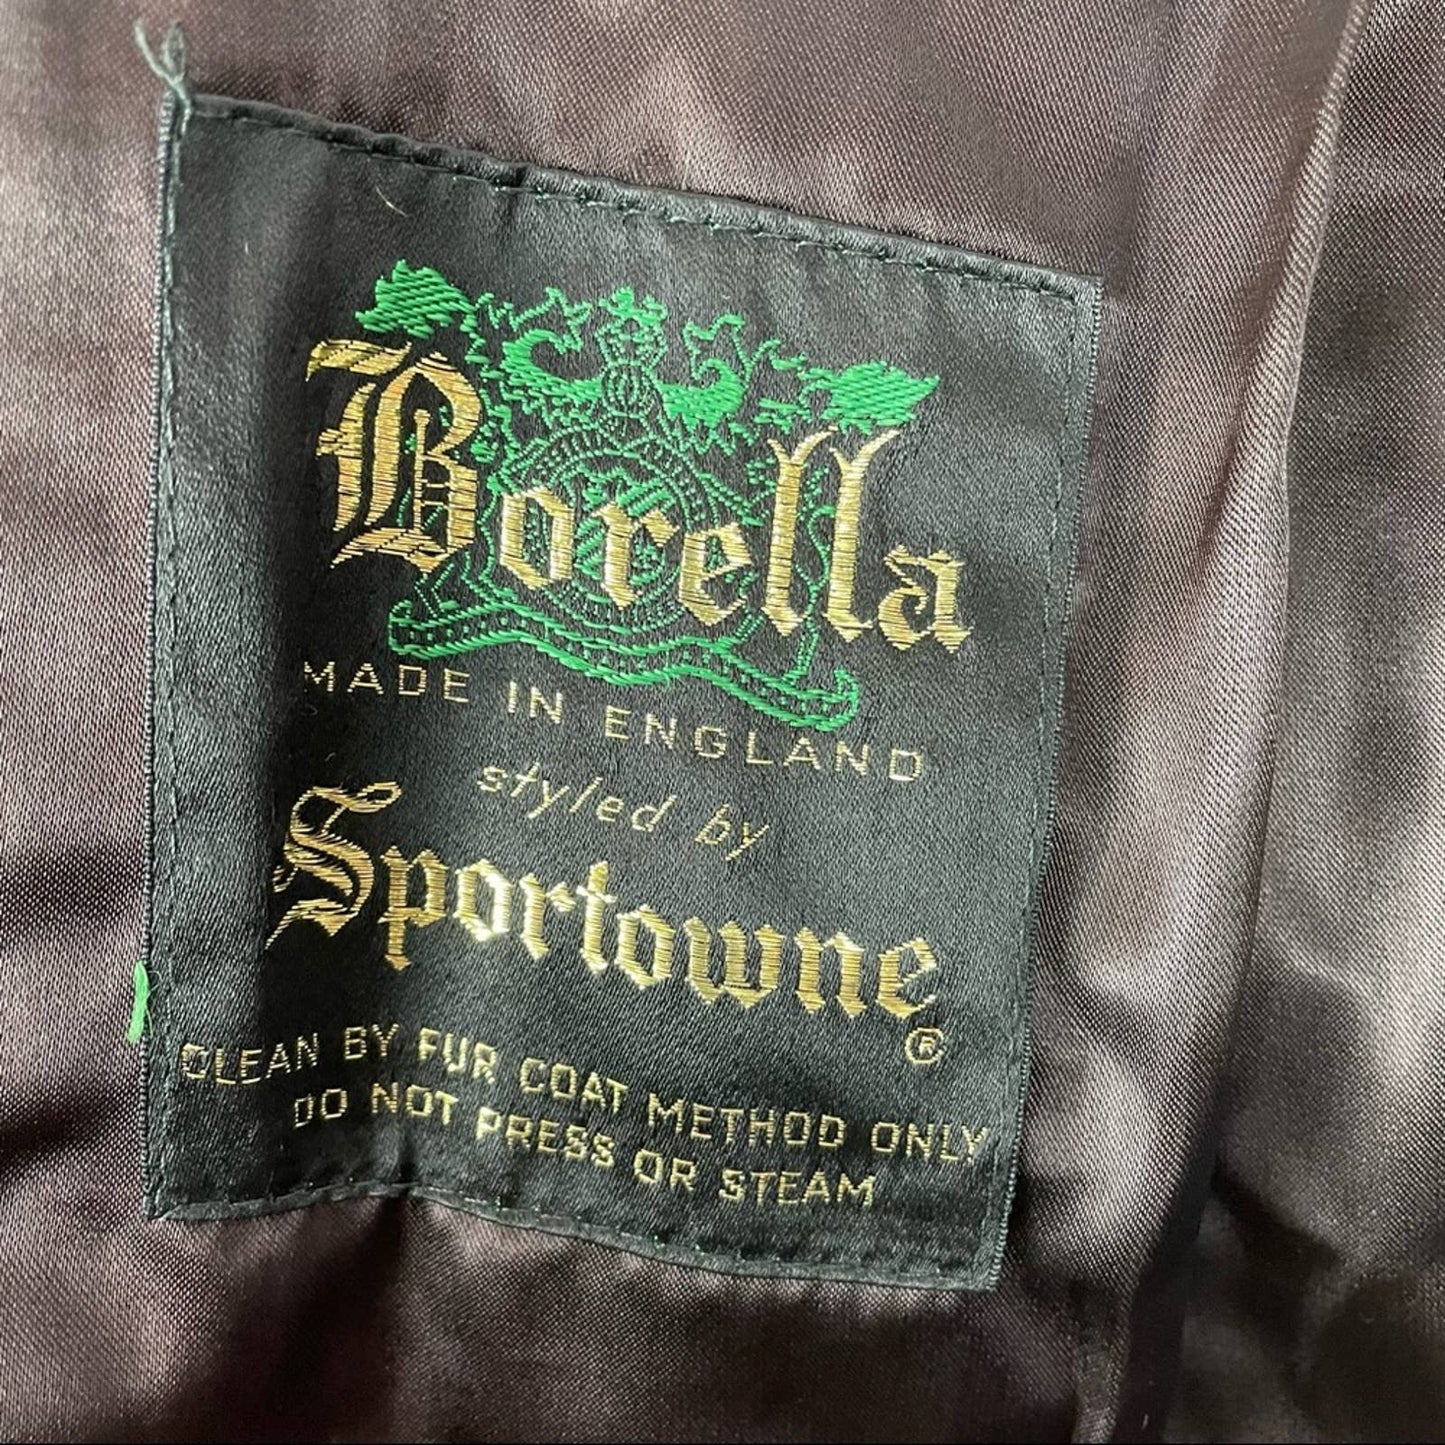 Borella
MADE IN ENGLAND
styled by
Sportowne ®
CLEAN BY FUR COAT METHOD ONLY
DO NOT PRESS OR STEAM